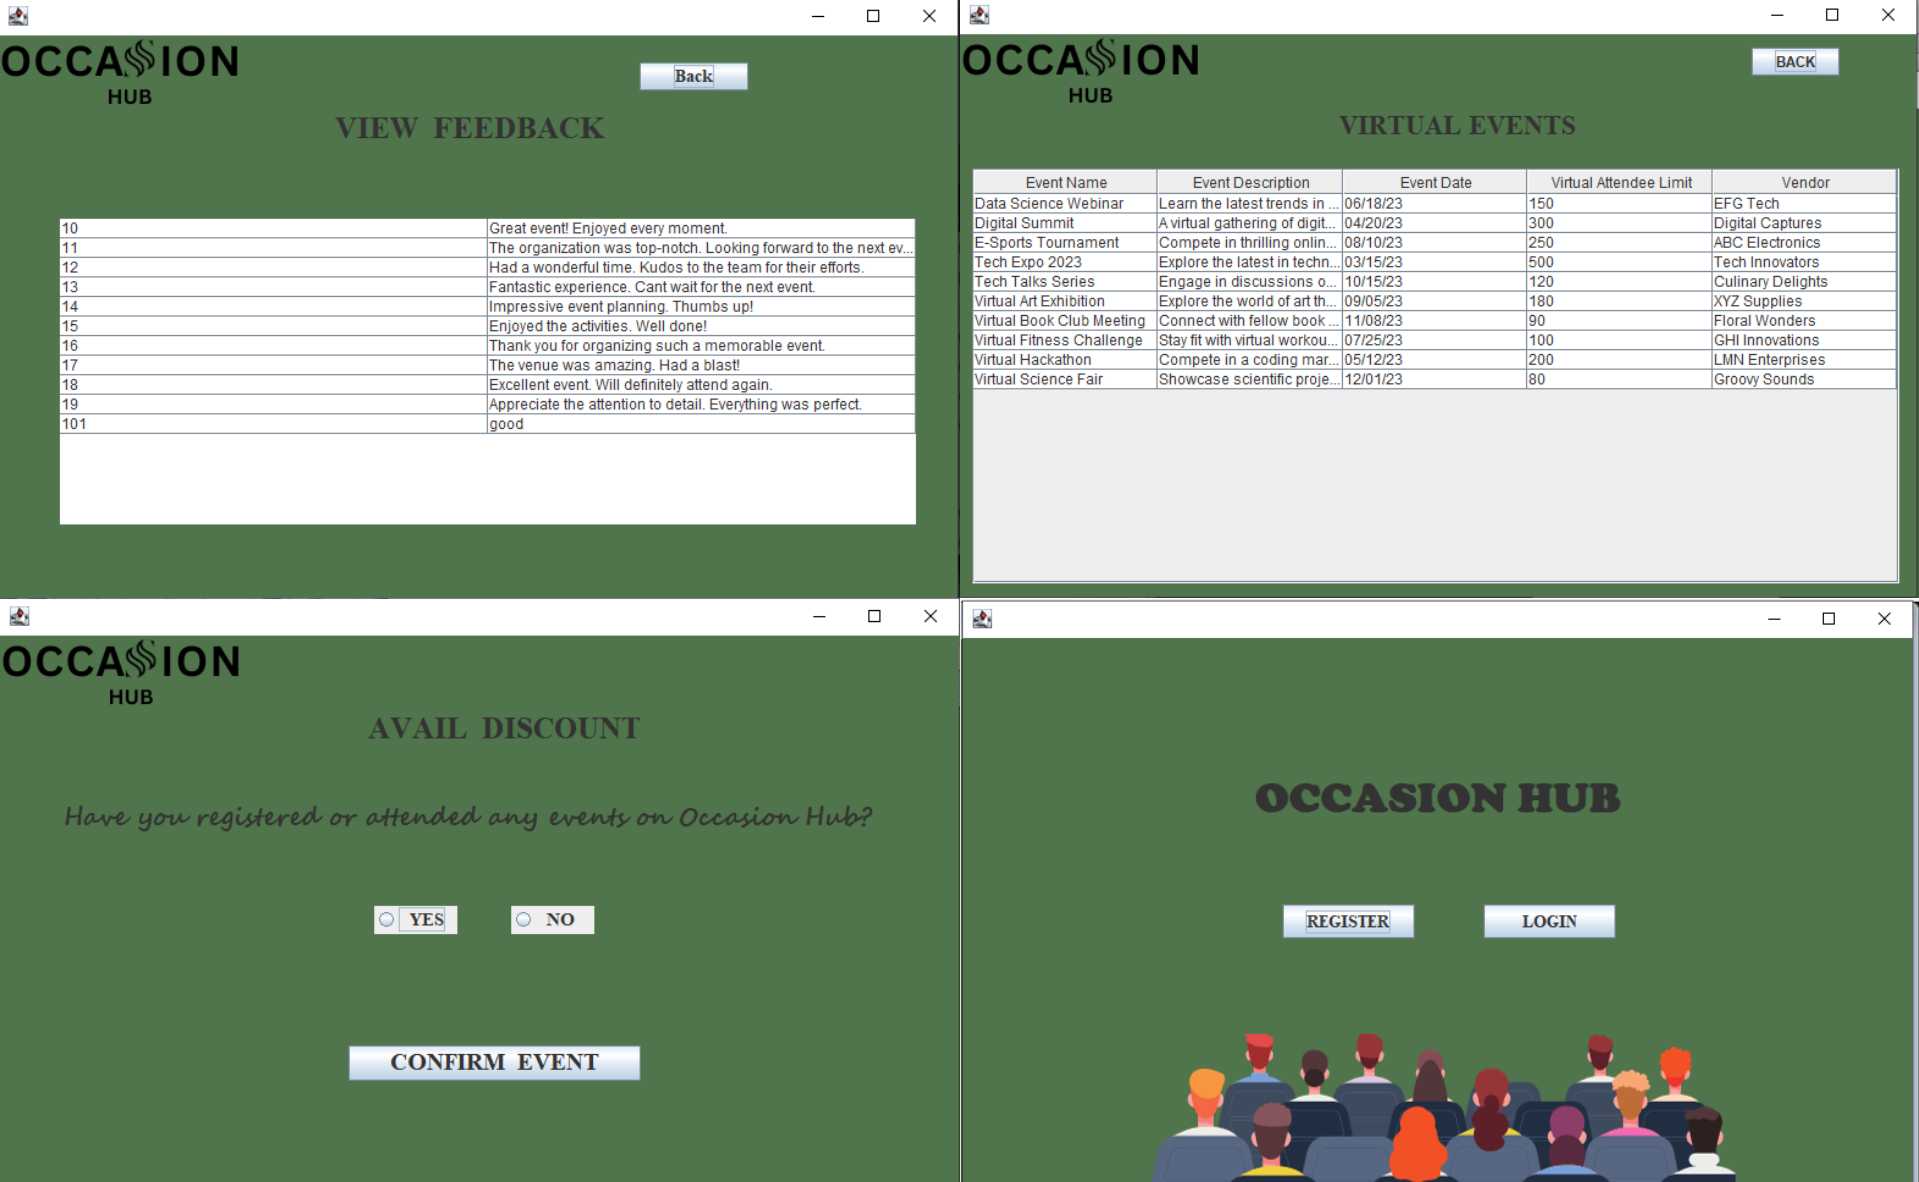 OCCASION
HUB
Back
VIEW FEEDBACK
10 Great event! Enjoyed every moment.
11 The organization was top-notch. Looking forward to the next ev...
12 Had a wonderful time. Kudos to the team for their efforts.
13 Fantastic experience. Cant wait for the next event.
14 Impressive event planning. Thumbs up!
15 Enjoyed the activities. Well done!
16 Thank you for organizing such a memorable event.
17 The venue was amazing. Had a blast!
18 Excellent event. Will definitely attend again.
19 Appreciate the attention to detail. Everything was perfect.
101 good
OCCASION
HUB
BACK
VIRTUAL EVENTS
Event Name Event Description Event Date Virtual Attendee Limit Vendor
Data Science Webinar Learn the latest trends in ... 06/18/23 150 EFG Tech
Digital Summit A virtual gathering of digit... 04/20/23 300 Digital Captures
E-Sports Tournament Compete in thrilling onlin... 08/10/23 250 ABC Electronics
Tech Expo 2023 Explore the latest in techn... 03/15/23 500 Tech Innovators
Tech Talks Series Engage in discussions o... 10/15/23 120 Culinary Delights
Virtual Art Exhibition Explore the world of art th... 09/05/23 180 XYZ Supplies
Virtual Book Club Meeting Connect with fellow book ... 11/08/23 90 Floral Wonders
Virtual Fitness Challenge Stay fit with virtual workou... 07/25/23 100 GHI Innovations
Virtual Hackathon Compete in a coding mar... 05/12/23 200 LMN Enterprises
Virtual Science Fair Showcase scientific proje... 12/01/23 80 Groovy Sounds
OCCASION
HUB
AVAIL DISCOUNT
Have you registered or attended any events on Occasion Hub?
YES NO
CONFIRM EVENT
OCCASION HUB
REGISTER LOGIN